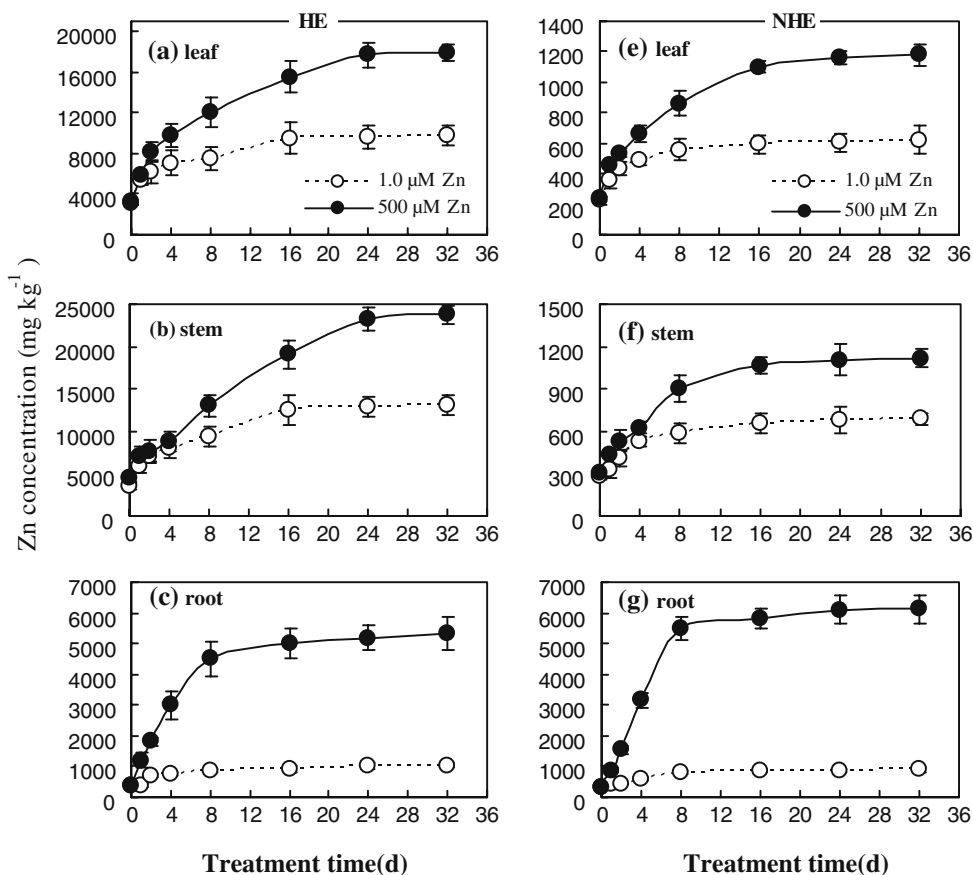 HE
NHE
Zn concentration (mg kg⁻¹)
(a) leaf
20000
16000
12000
8000
4000
0
1.0 µM Zn
500 µM Zn
0 4 8 12 16 20 24 28 32 36
(e) leaf
1400
1200
1000
800
600
400
200
0
1.0 µM Zn
500 µM Zn
0 4 8 12 16 20 24 28 32 36
(b) stem
25000
20000
15000
10000
5000
0
0 4 8 12 16 20 24 28 32 36
(f) stem
1500
1200
900
600
300
0
0 4 8 12 16 20 24 28 32 36
(c) root
7000
6000
5000
4000
3000
2000
1000
0
0 4 8 12 16 20 24 28 32 36
Treatment time(d)
(g) root
7000
6000
5000
4000
3000
2000
1000
0
0 4 8 12 16 20 24 28 32 36
Treatment time(d)